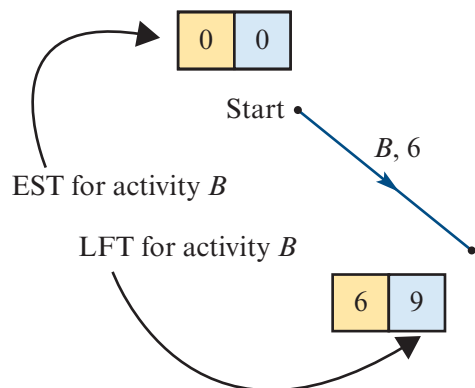 0 0
Start
B, 6
EST for activity B
LFT for activity B
6 9